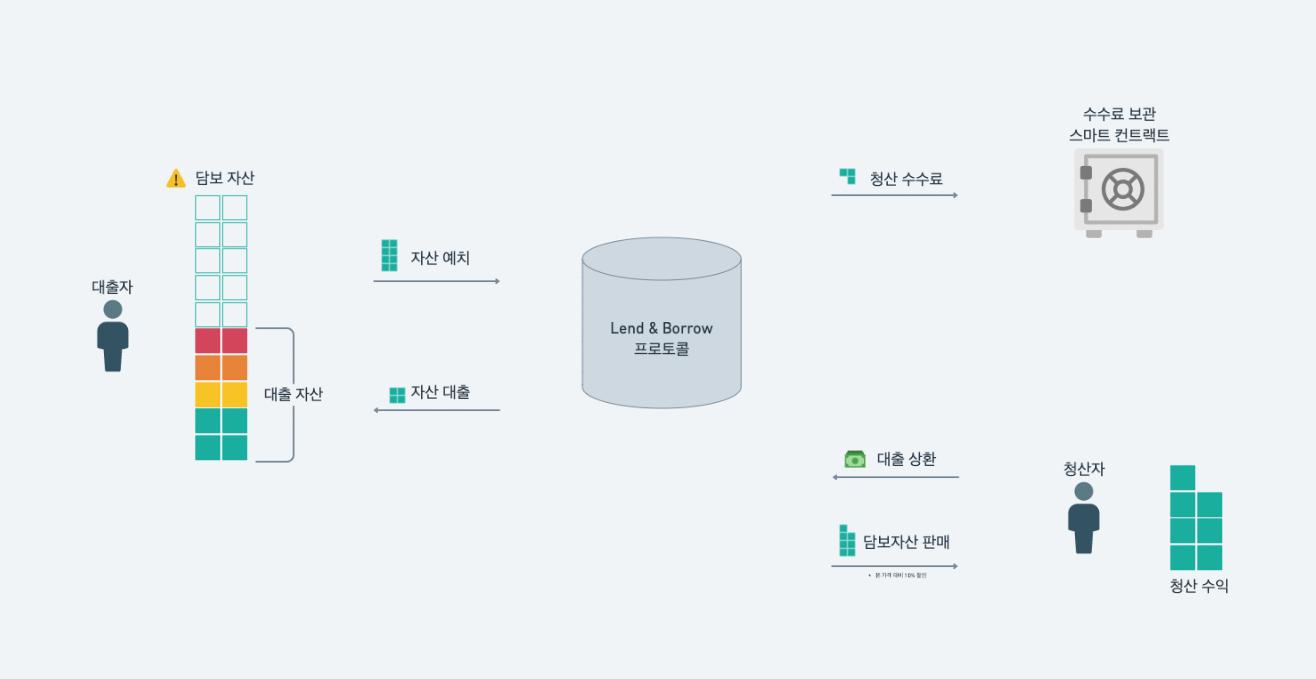 수수료 보관
스마트 컨트랙트
담보 자산
청산 수수료
자산 예치
대출자
Lend & Borrow
프로토콜
대출 자산
자산 대출
대출 상환
청산자
담보자산 판매
* 본 가격 대비 10% 할인
청산 수익